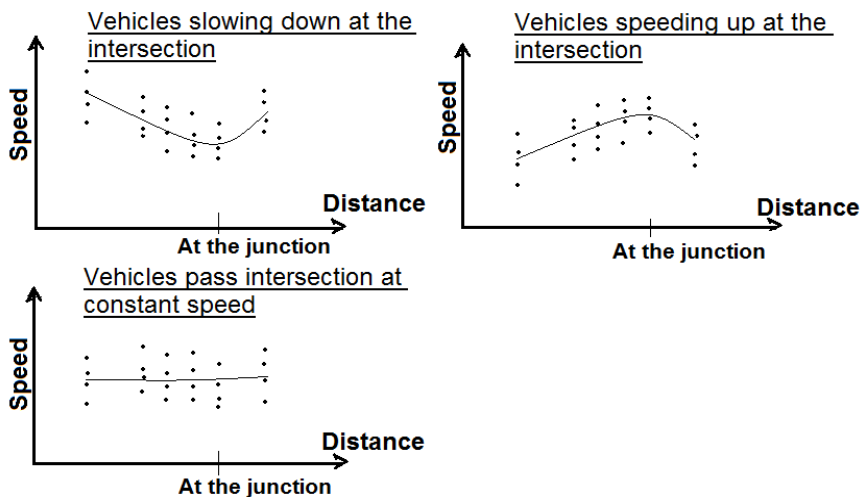 Vehicles slowing down at the
intersection
Speed
Distance
At the junction
Vehicles speeding up at the
intersection
Speed
Distance
At the junction
Vehicles pass intersection at
constant speed
Speed
Distance
At the junction